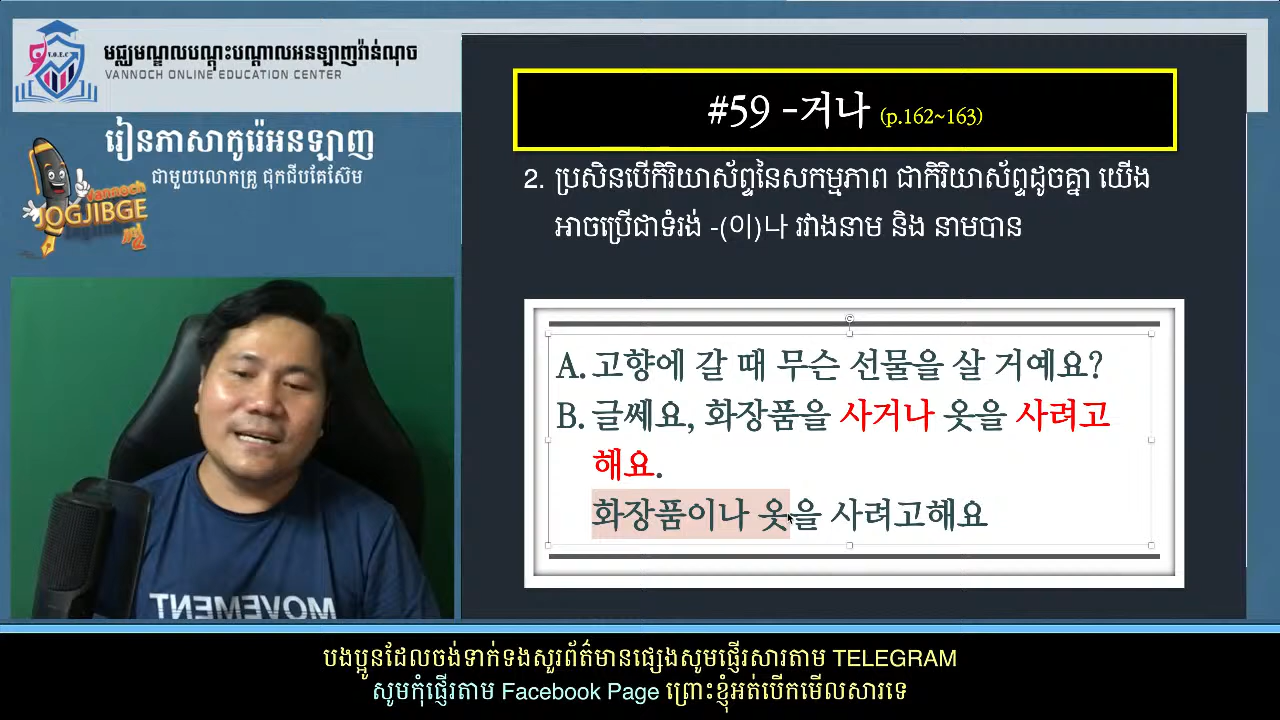 T.O.E.C
មជ្ឈមណ្ឌលបណ្តុះបណ្តាលអនឡាញវ៉ាន់ណុច
VANNOCH ONLINE EDUCATION CENTER
រៀនភាសាកូរ៉េអនឡាញ
ជាមួយលោកគ្រូ ជុកជីបគែស៊ែម
Vannoch
JOGJIBGE
#59 -거나 (p.162~163)
2. ប្រសិនបើកិរិយាស័ព្ទនៃសកម្មភាព ជាកិរិយាស័ព្ទដូចគ្នា យើង
អាចប្រើជាទំរង់ -(이)나 រវាងនាម និង នាមបាន
A. 고향에 갈 때 무슨 선물을 살 거예요?
B. 글쎄요, 화장품을 사거나 옷을 사려고
해요.
화장품이나 옷을 사려고해요
MOVEMENT
បងប្អូនដែលចង់ទាក់ទងសួរព័ត៌មានផ្សេងសូមផ្ញើរសារតាម TELEGRAM
សូមកុំផ្ញើរតាម Facebook Page ព្រោះខ្ញុំអត់បើកមើលសារទេ